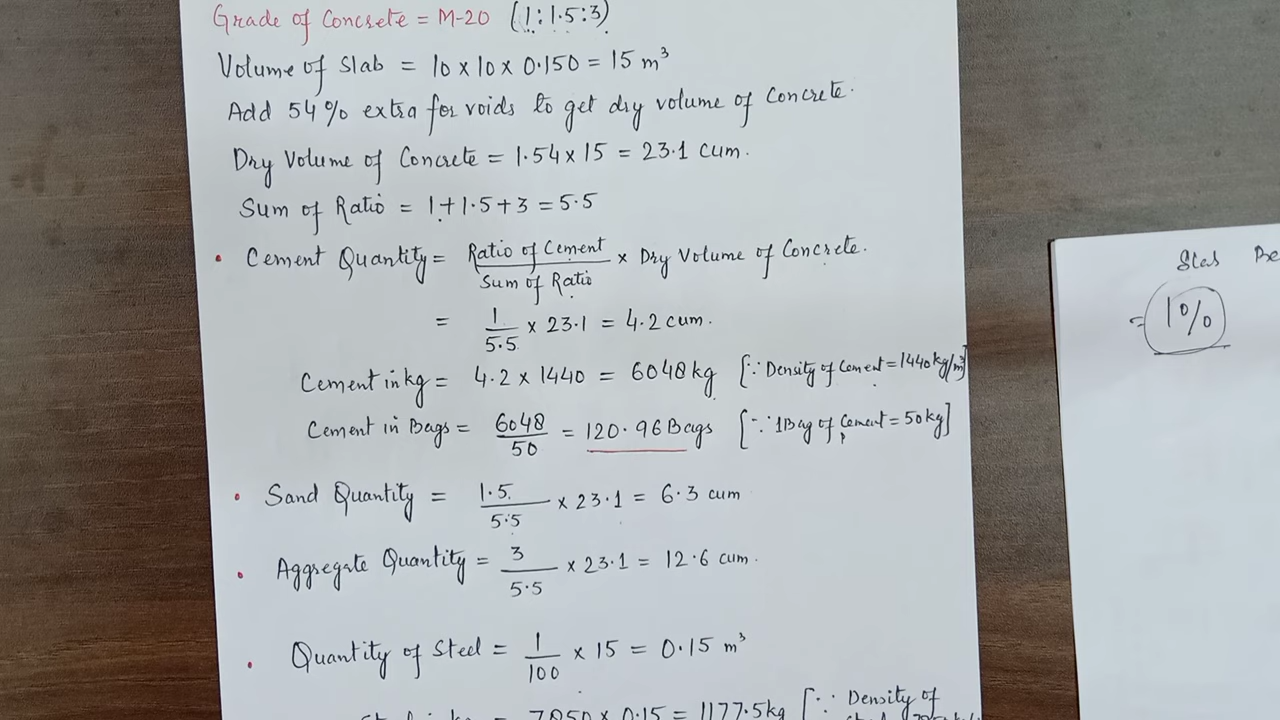 Grade of Concrete = M-20 (1:1.5:3)
Volume of Slab = 10 x 10 x 0.150 = 15 m³
Add 54% extra for voids to get dry volume of Concrete.
Dry Volume of Concrete = 1.54 x 15 = 23.1 cum.
Sum of Ratio = 1 + 1.5 + 3 = 5.5
• Cement Quantity = Ratio of Cement / Sum of Ratio x Dry Volume of Concrete.
= 1 / 5.5 x 23.1 = 4.2 cum.
Cement in kg = 4.2 x 1440 = 6048 kg [∵ Density of Cement = 1440 kg/m³]
Cement in Bags = 6048 / 50 = 120.96 Bags [∵ 1 Bag of Cement = 50 kg]
• Sand Quantity = 1.5 / 5.5 x 23.1 = 6.3 cum
• Aggregate Quantity = 3 / 5.5 x 23.1 = 12.6 cum.
• Quantity of Steel = 1 / 100 x 15 = 0.15 m³
= 7850 x 0.15 = 1177.5 kg [∵ Density of
Slab
= 1%